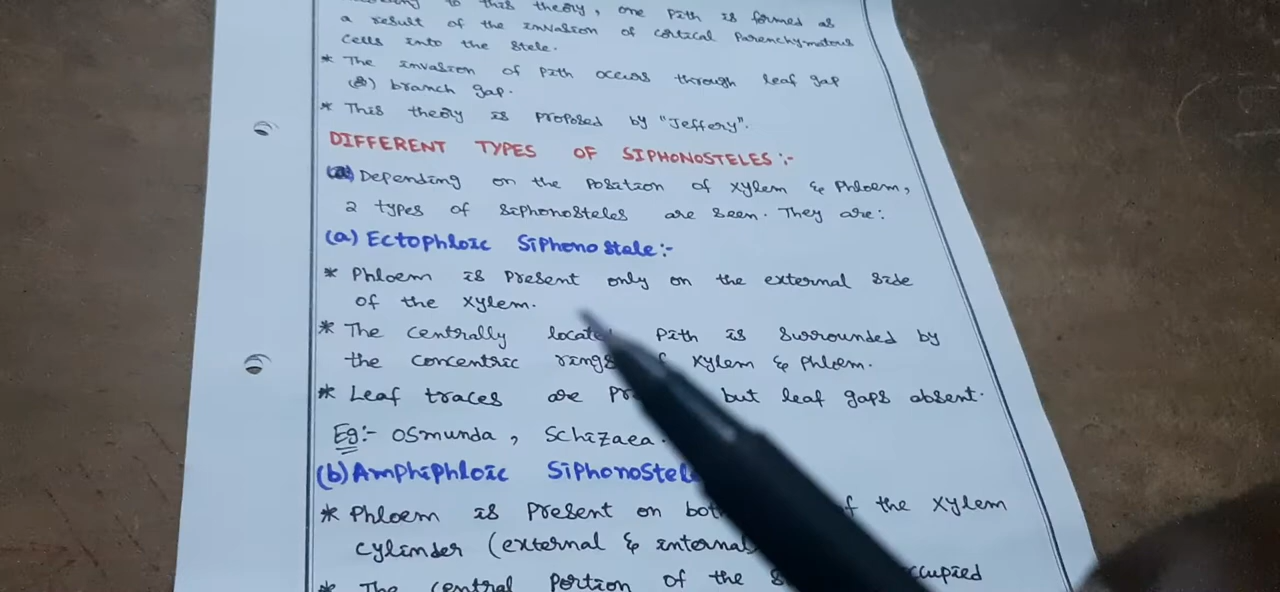 to this theory, one Pith is formed as
a result of the invasion of cortical Parenchymatous
cells into the Stele.
* The invasion of Pith occurs through leaf gap
(or) branch gap.
* This theory is proposed by "Jeffery".
DIFFERENT TYPES OF SIPHONOSTELES :-
(a) Depending on the Position of Xylem & Phloem,
2 types of Siphonosteles are seen. They are:
(a) Ectophloic Siphonostele:-
* Phloem is Present only on the external side
of the Xylem.
* The centrally Pith is surrounded by
the concentric rings Xylem & Phloem.
* Leaf traces are but leaf gaps absent.
Eg:- Osmunda, Schizaea.
(b) Amphiphloic
* Phloem is Present on the Xylem
cylinder (external &
* The central Portion of the